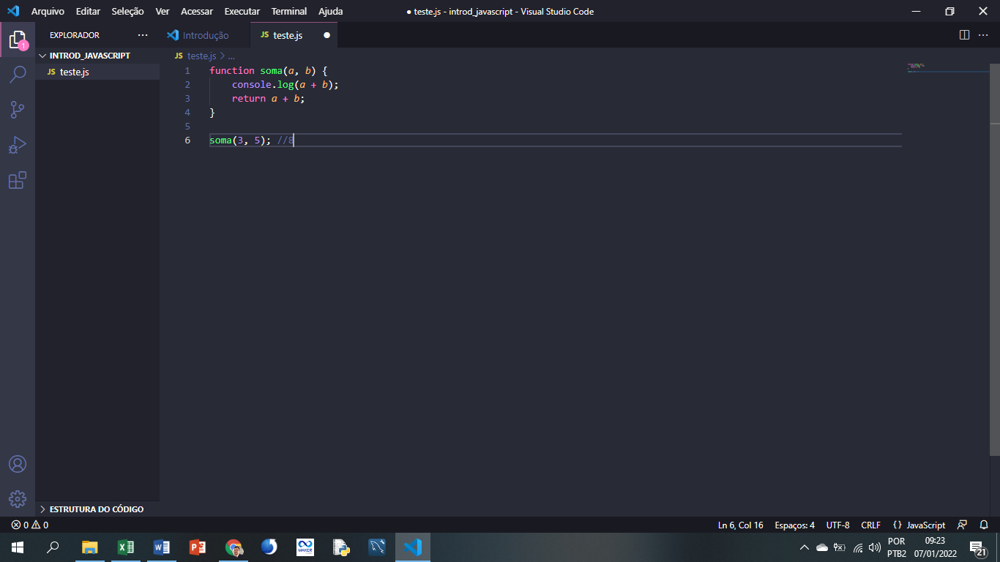 Arquivo Editar Seleção Ver Acessar Executar Terminal Ajuda
● teste.js - introd_javascript - Visual Studio Code
EXPLORADOR ···
Introdução
JS teste.js ●
INTROD_JAVASCRIPT
JS teste.js
JS teste.js > ...
1 function soma(a, b) {
2 console.log(a + b);
3 return a + b;
4 }
5
6 soma(3, 5); //8
1
ESTRUTURA DO CÓDIGO
0 0
Ln 6, Col 16 Espaços: 4 UTF-8 CRLF {} JavaScript
MAKER
POR
PTB2
09:23
07/01/2022
21